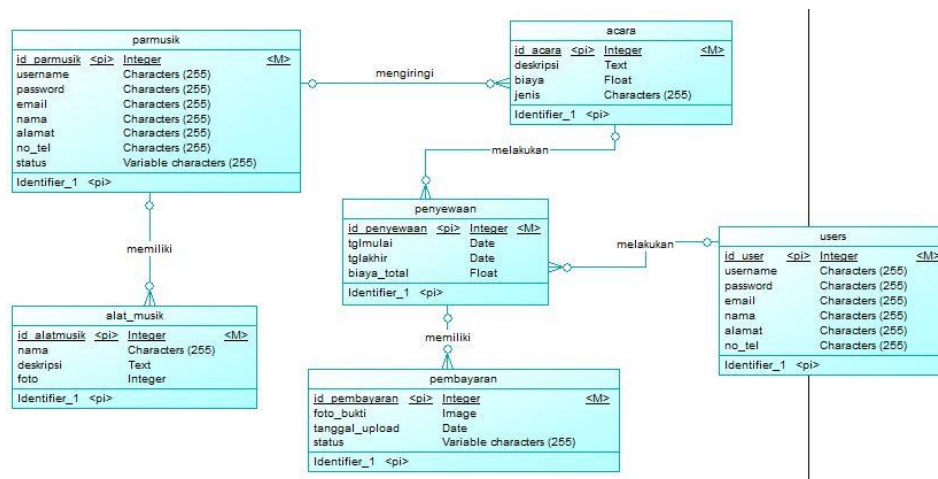 parmusik
id_parmusik <pi> Integer <M>
username Characters (255)
password Characters (255)
email Characters (255)
nama Characters (255)
alamat Characters (255)
no_tel Characters (255)
status Variable characters (255)
Identifier_1 <pi>
mengiringi
acara
id_acara <pi> Integer <M>
deskripsi Text
biaya Float
jenis Characters (255)
Identifier_1 <pi>
melakukan
penyewaan
id_penyewaan <pi> Integer <M>
tglmulai Date
tglakhir Date
biaya_total Float
Identifier_1 <pi>
melakukan
users
id_user <pi> Integer <M>
username Characters (255)
password Characters (255)
email Characters (255)
nama Characters (255)
alamat Characters (255)
no_tel Characters (255)
Identifier_1 <pi>
memiliki
alat_musik
id_alatmusik <pi> Integer <M>
nama Characters (255)
deskripsi Text
foto Integer
Identifier_1 <pi>
memiliki
pembayaran
id_pembayaran <pi> Integer <M>
foto_bukti Image
tanggal_upload Date
status Variable characters (255)
Identifier_1 <pi>